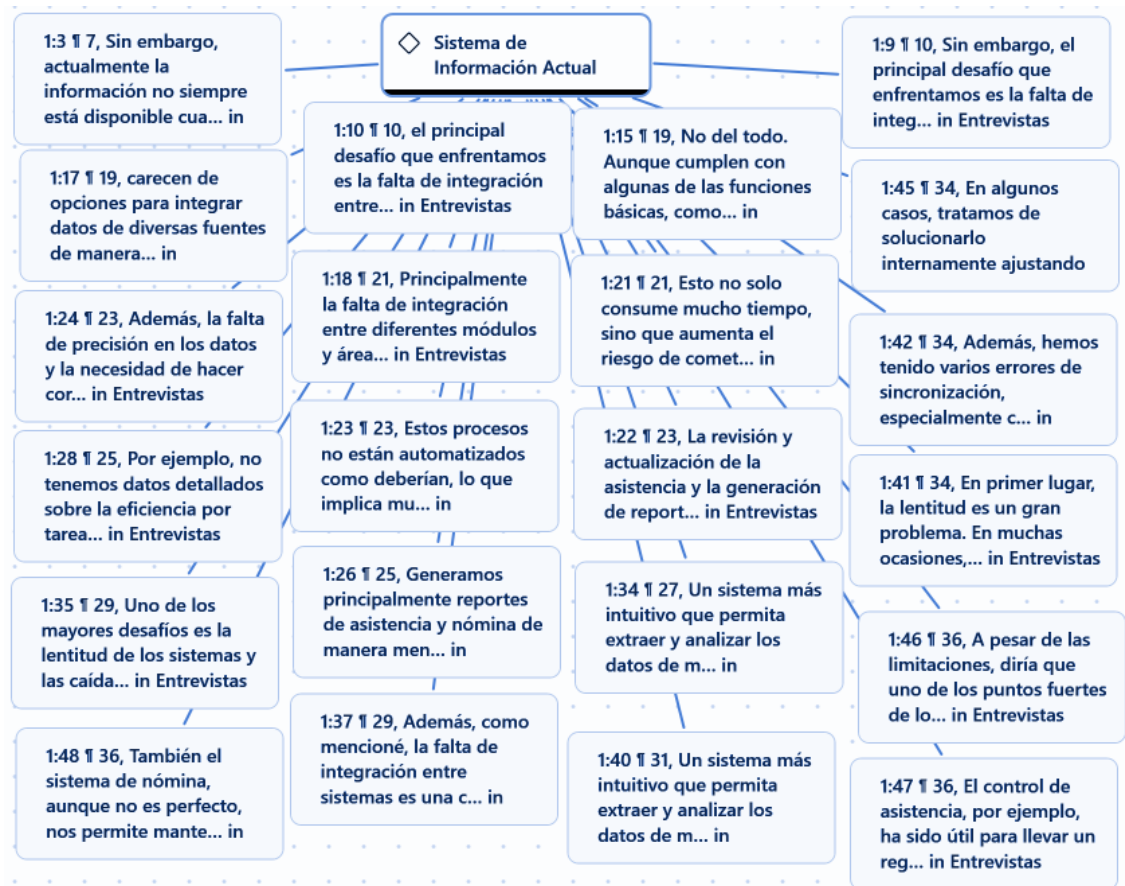 Sistema de
Información Actual
1:3 ¶ 7, Sin embargo,
actualmente la
información no siempre
está disponible cua... in
1:17 ¶ 19, carecen de
opciones para integrar
datos de diversas fuentes
de manera... in
1:24 ¶ 23, Además, la falta
de precisión en los datos
y la necesidad de hacer
cor... in Entrevistas
1:28 ¶ 25, Por ejemplo, no
tenemos datos detallados
sobre la eficiencia por
tarea... in Entrevistas
1:35 ¶ 29, Uno de los
mayores desafíos es la
lentitud de los sistemas y
las caída... in Entrevistas
1:48 ¶ 36, También el
sistema de nómina,
aunque no es perfecto,
nos permite mante... in
1:10 ¶ 10, el principal
desafío que enfrentamos
es la falta de integración
entre... in Entrevistas
1:18 ¶ 21, Principalmente
la falta de integración
entre diferentes módulos
y área... in Entrevistas
1:23 ¶ 23, Estos procesos
no están automatizados
como deberían, lo que
implica mu... in
1:26 ¶ 25, Generamos
principalmente reportes
de asistencia y nómina de
manera men... in
1:37 ¶ 29, Además, como
mencioné, la falta de
integración entre
sistemas es una c... in
1:15 ¶ 19, No del todo.
Aunque cumplen con
algunas de las funciones
básicas, como... in
1:21 ¶ 21, Esto no solo
consume mucho tiempo,
sino que aumenta el
riesgo de comet... in
1:22 ¶ 23, La revisión y
actualización de la
asistencia y la generación
de report... in Entrevistas
1:34 ¶ 27, Un sistema más
intuitivo que permita
extraer y analizar los
datos de m... in
1:40 ¶ 31, Un sistema más
intuitivo que permita
extraer y analizar los
datos de m... in
1:9 ¶ 10, Sin embargo, el
principal desafío que
enfrentamos es la falta de
integ... in Entrevistas
1:45 ¶ 34, En algunos
casos, tratamos de
solucionarlo
internamente ajustando
1:42 ¶ 34, Además, hemos
tenido varios errores de
sincronización,
especialmente c... in
1:41 ¶ 34, En primer lugar,
la lentitud es un gran
problema. En muchas
ocasiones,... in Entrevistas
1:46 ¶ 36, A pesar de las
limitaciones, diría que
uno de los puntos fuertes
de lo... in Entrevistas
1:47 ¶ 36, El control de
asistencia, por ejemplo,
ha sido útil para llevar un
reg... in Entrevistas